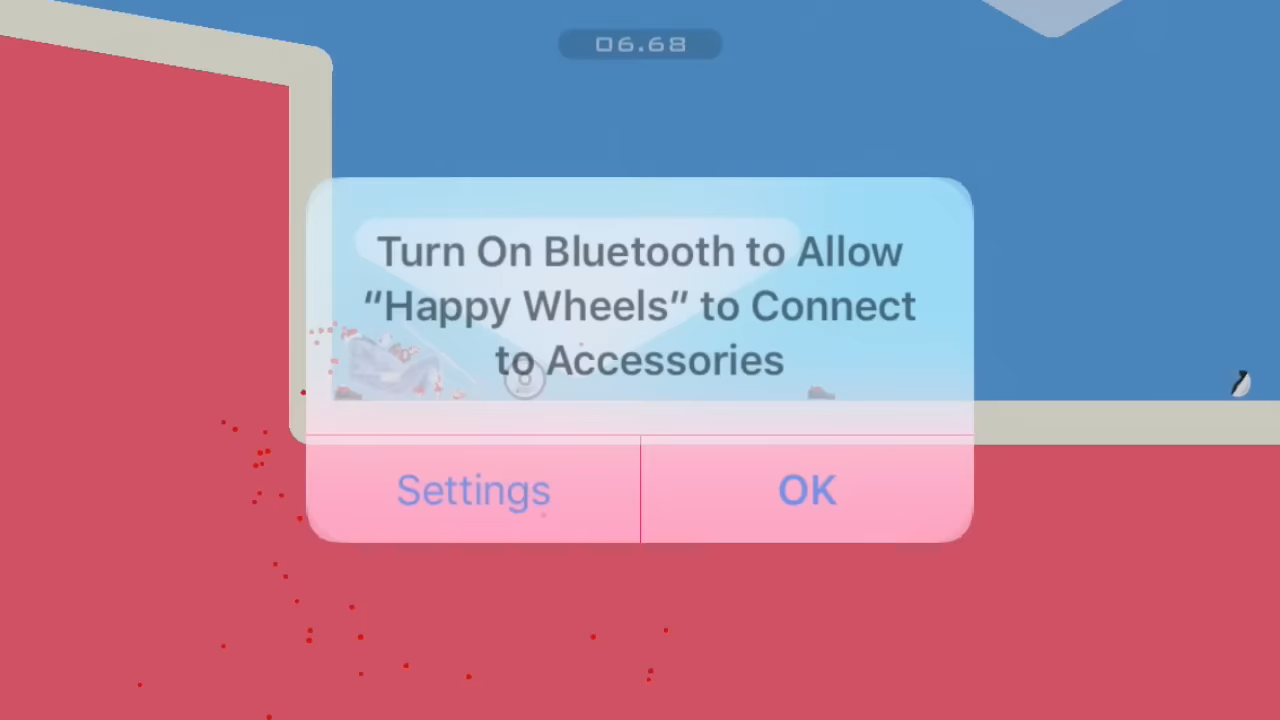 06.68
Turn On Bluetooth to Allow
“Happy Wheels” to Connect
to Accessories
Settings
OK